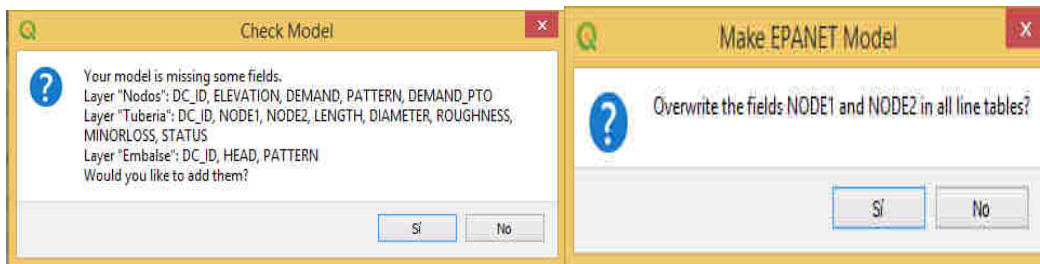 Check Model
Your model is missing some fields.
Layer "Nodos": DC_ID, ELEVATION, DEMAND, PATTERN, DEMAND_PTO
Layer "Tuberia": DC_ID, NODE1, NODE2, LENGTH, DIAMETER, ROUGHNESS,
MINORLOSS, STATUS
Layer "Embalse": DC_ID, HEAD, PATTERN
Would you like to add them?
Sí
No
Make EPANET Model
Overwrite the fields NODE1 and NODE2 in all line tables?
Sí
No